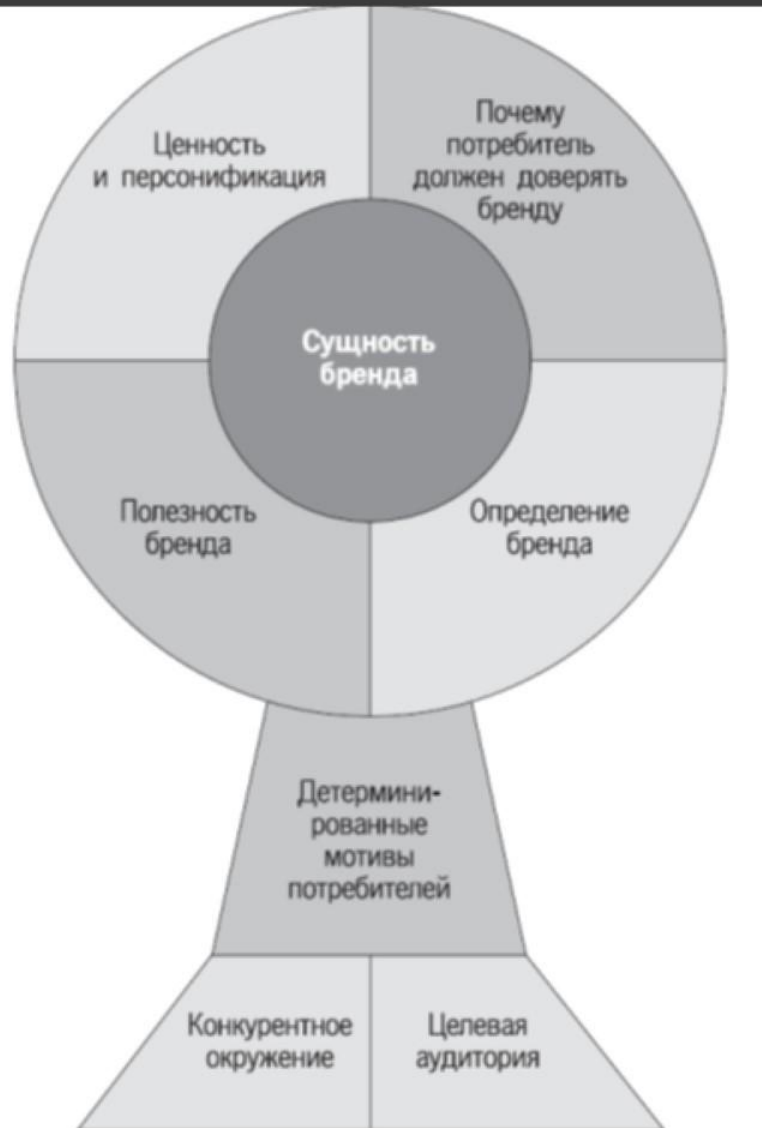 Ценность
и персонификация
Почему
потребитель
должен доверять
бренду
Сущность
бренда
Полезность
бренда
Определение
бренда
Детермини-
рованные
мотивы
потребителей
Конкурентное
окружение
Целевая
аудитория